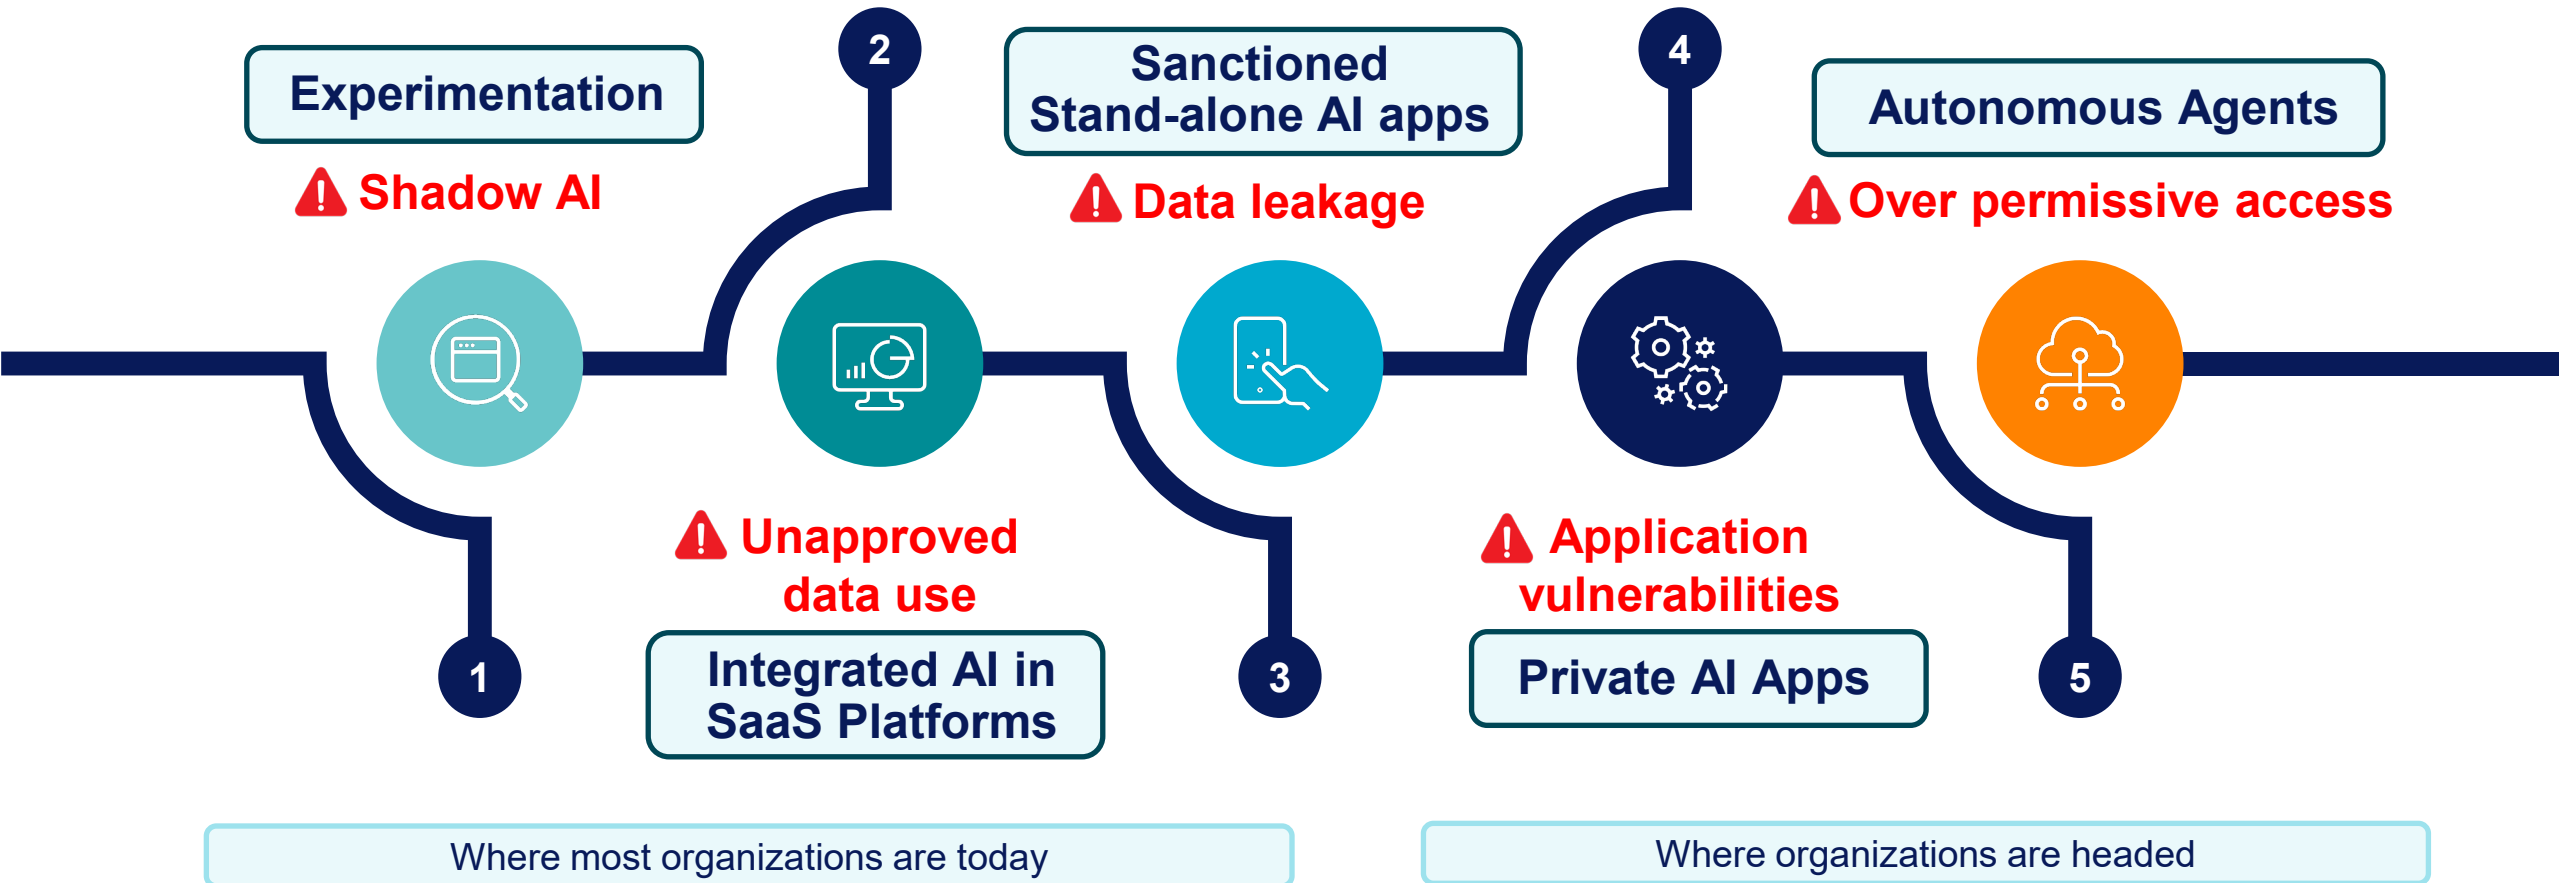 2
4
Experimentation
Sanctioned
Stand-alone AI apps
Autonomous Agents
Shadow AI
Data leakage
Over permissive access
Unapproved
data use
Application
vulnerabilities
1
Integrated AI in
SaaS Platforms
3
Private AI Apps
5
Where most organizations are today
Where organizations are headed